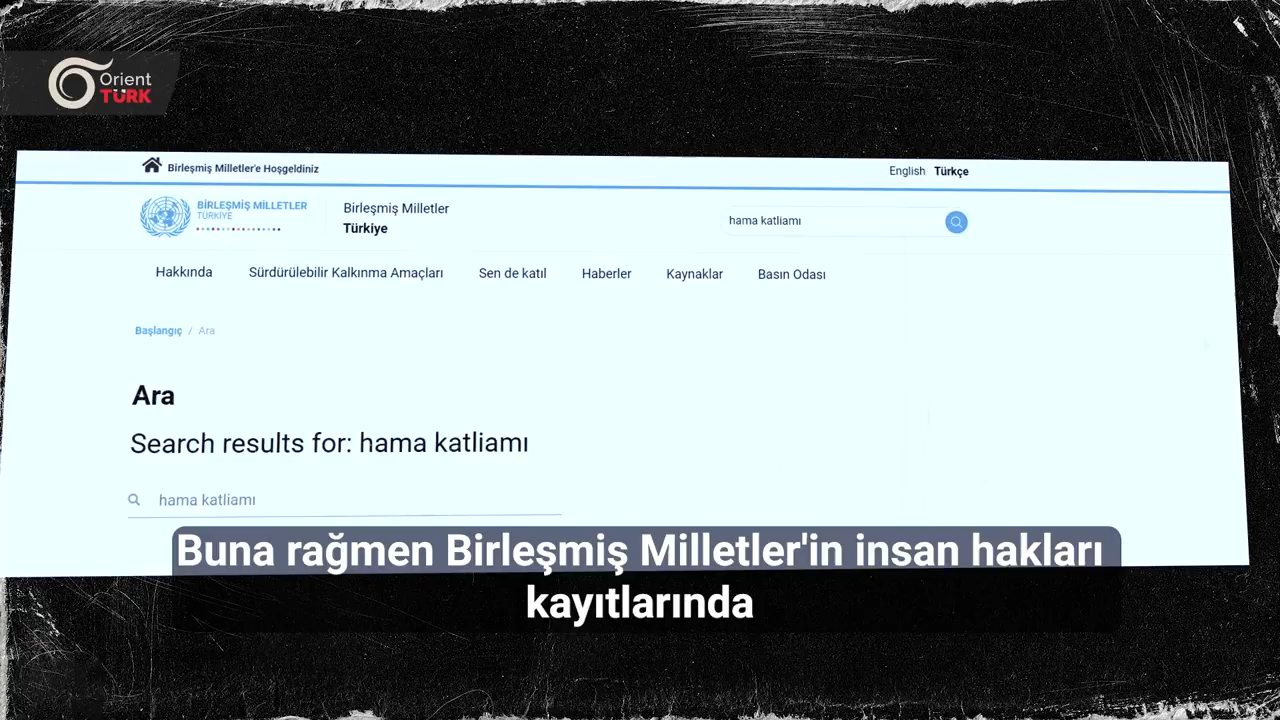 Orient
TÜRK
Birleşmiş Milletler'e Hoşgeldiniz
English Türkçe
BİRLEŞMİŞ MİLLETLER
TÜRKİYE
Birleşmiş Milletler
Türkiye
hama katliamı
Hakkında Sürdürülebilir Kalkınma Amaçları Sen de katıl Haberler Kaynaklar Basın Odası
Başlangıç / Ara
Ara
Search results for: hama katliamı
hama katliamı
Buna rağmen Birleşmiş Milletler'in insan hakları
kayıtlarında